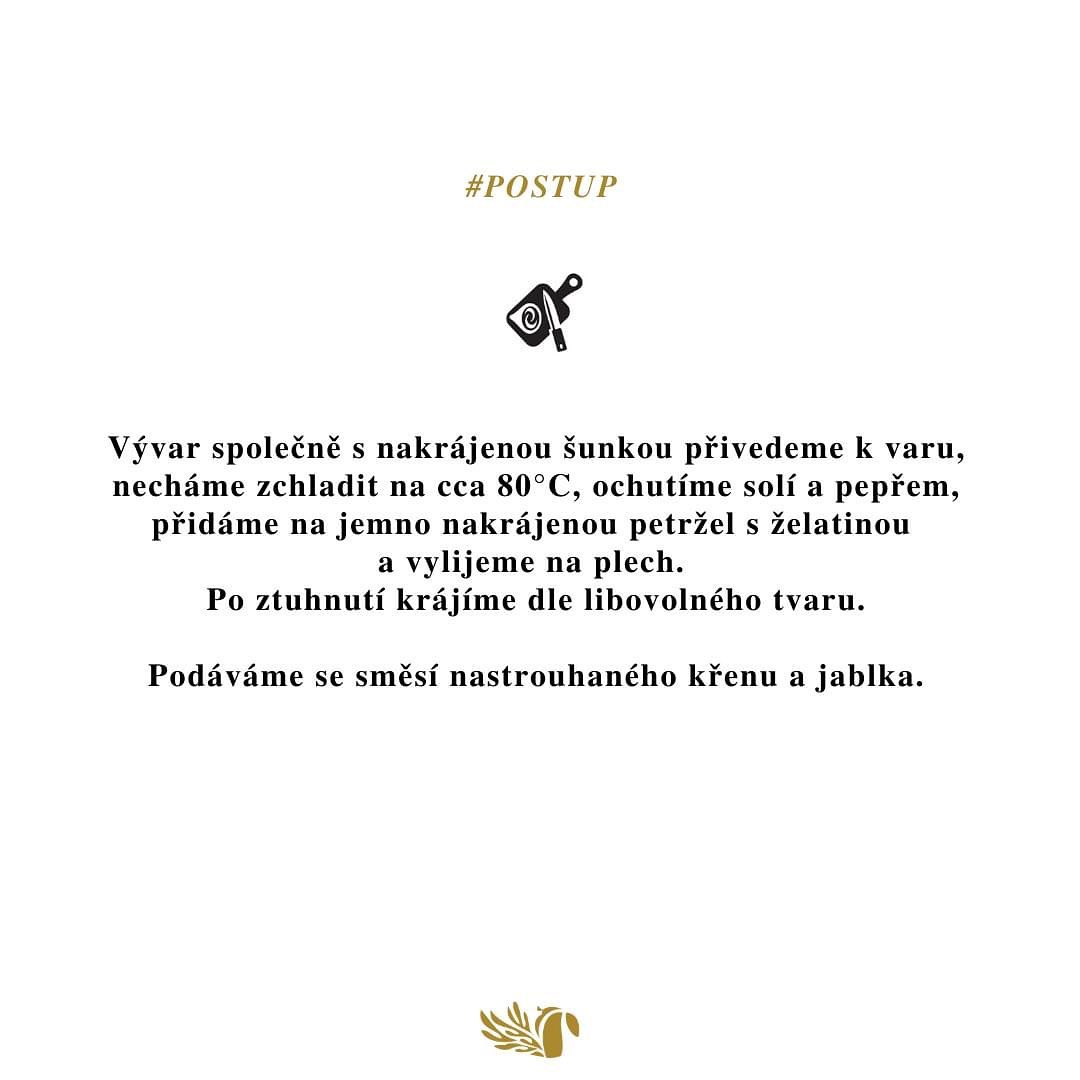 #POSTUP
Vývar společně s nakrájenou šunkou přivedeme k varu,
necháme zchladit na cca 80°C, ochutíme solí a pepřem,
přidáme na jemno nakrájenou petržel s želatinou
a vylijeme na plech.
Po ztuhnutí krájíme dle libovolného tvaru.
Podáváme se směsí nastrouhaného křenu a jablka.